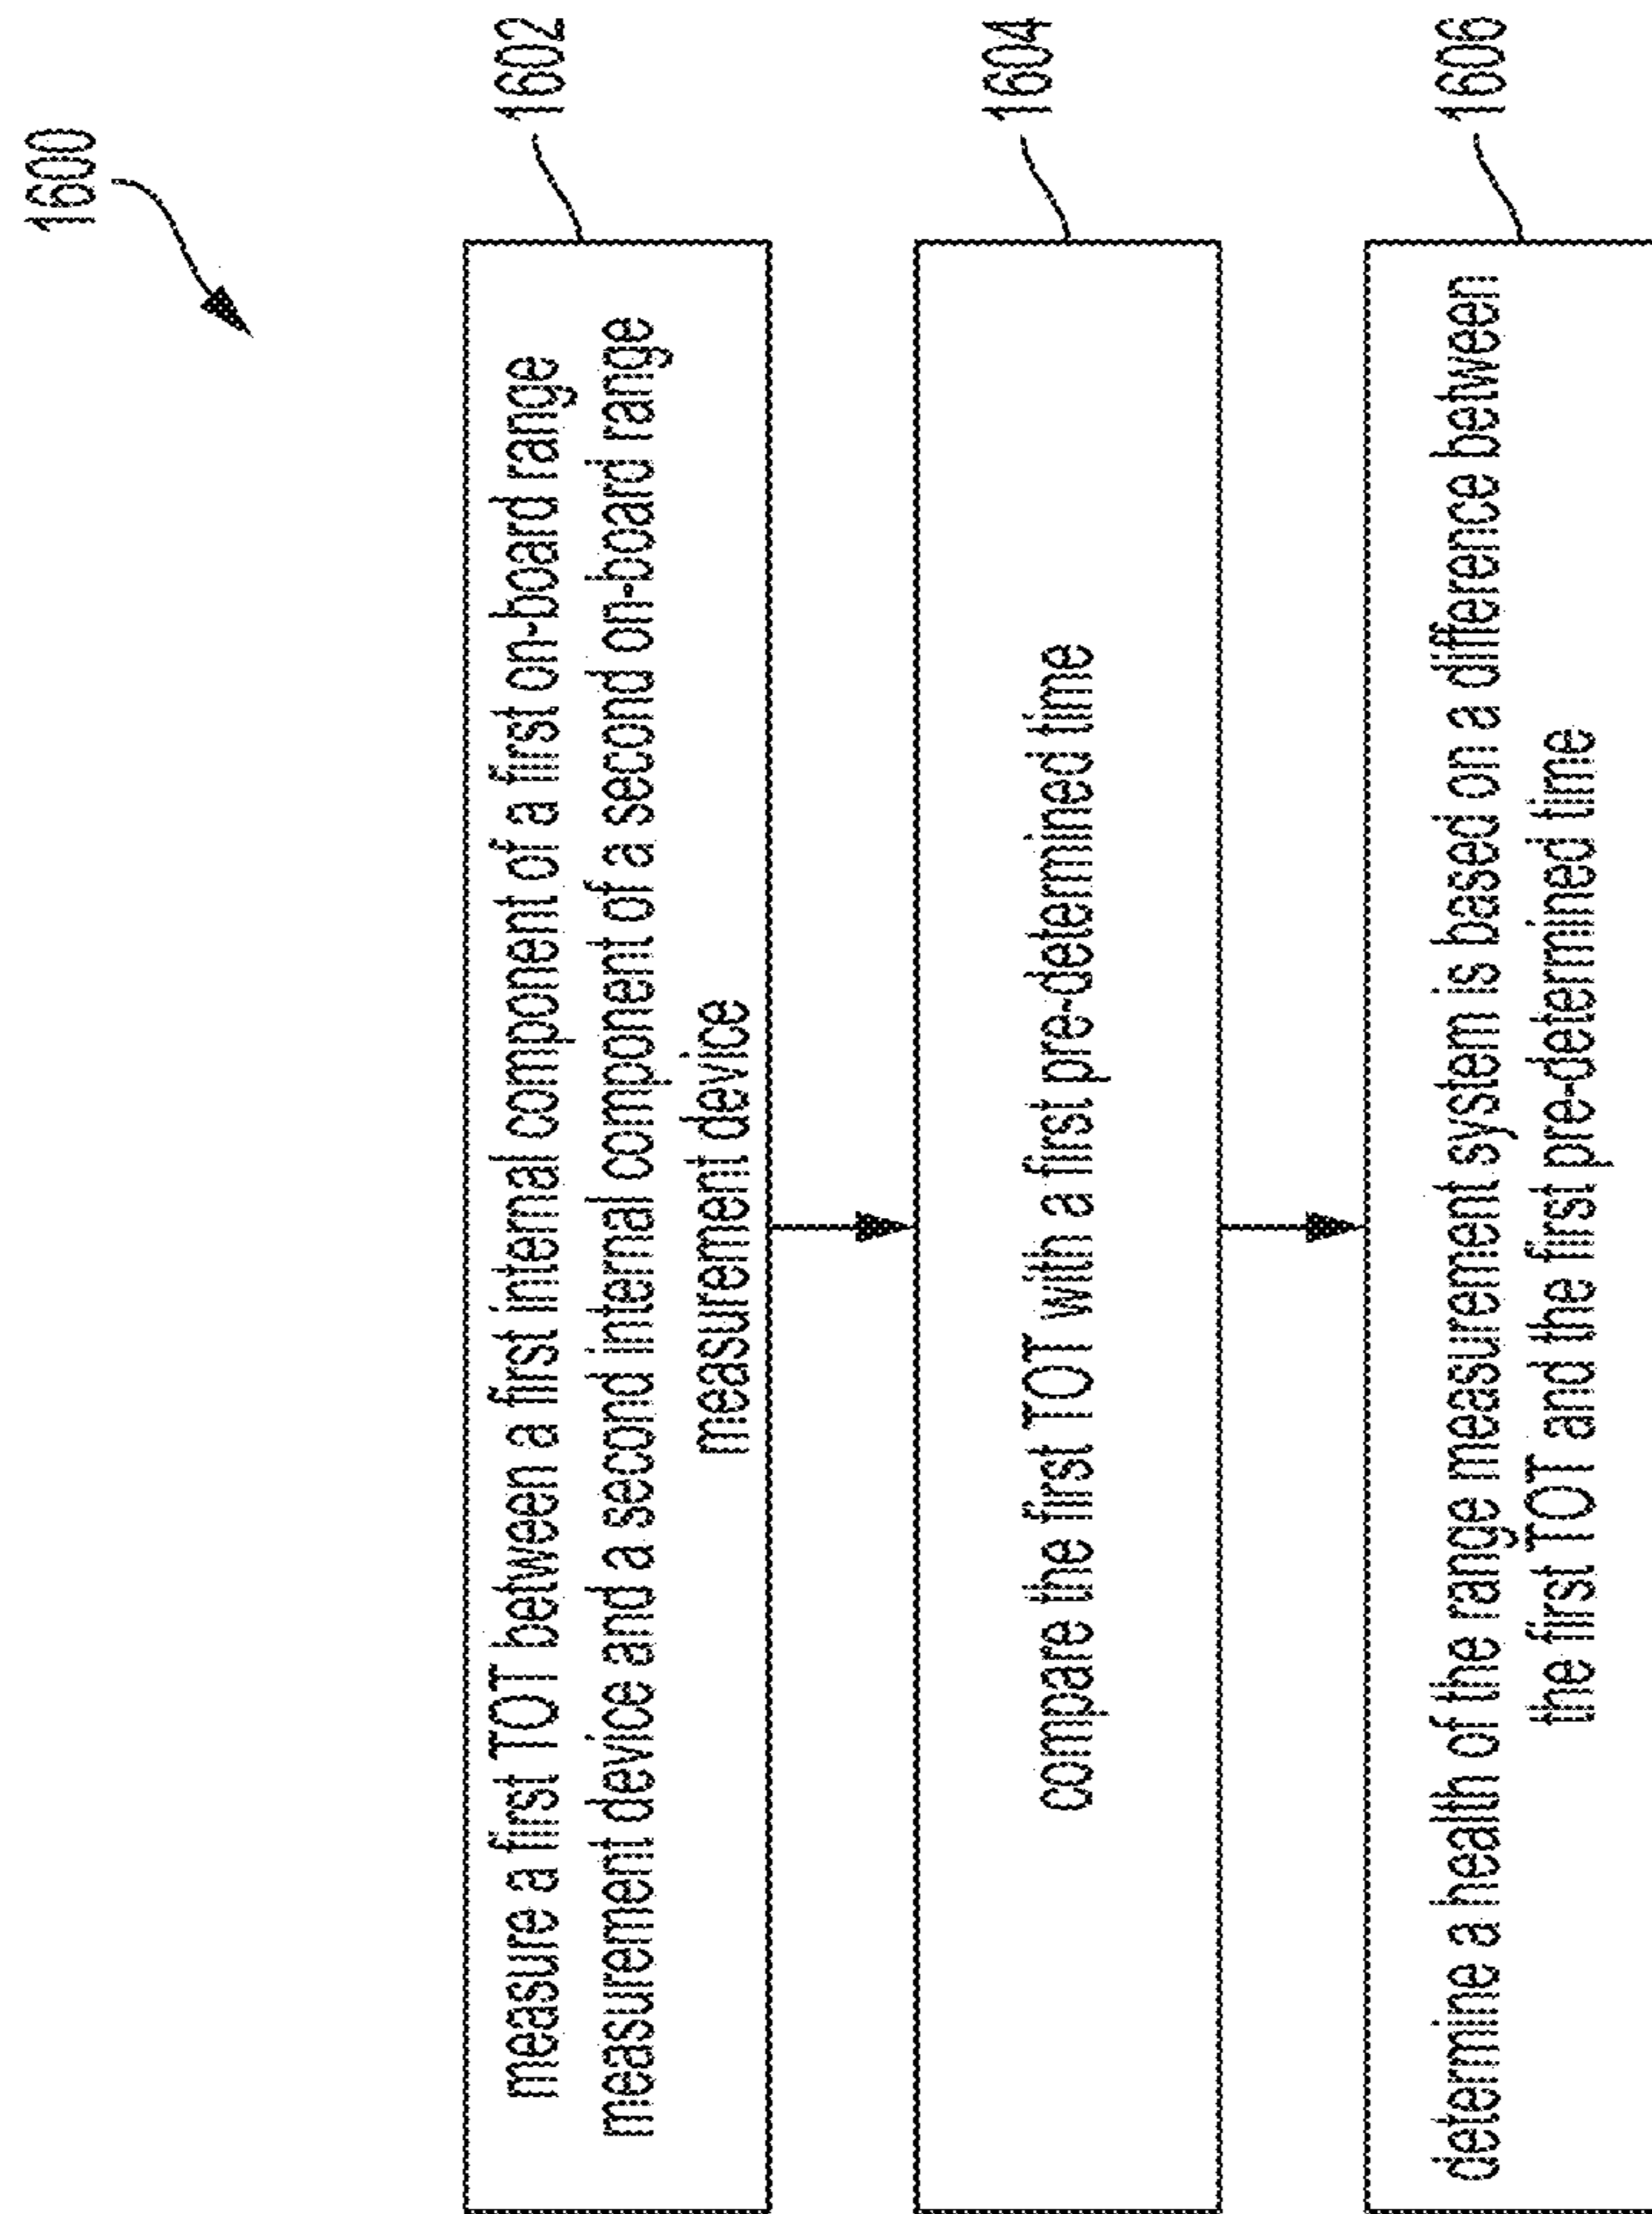 1600
1602
measure a first TOT between a first internal component of a first on-board range
measurement device and a second internal component of a second on-board range
measurement device
1604
compare the first TOT with a first pre-determined time
1606
determine a health of the range measurement system is based on a difference between
the first TOT and the first pre-determined time